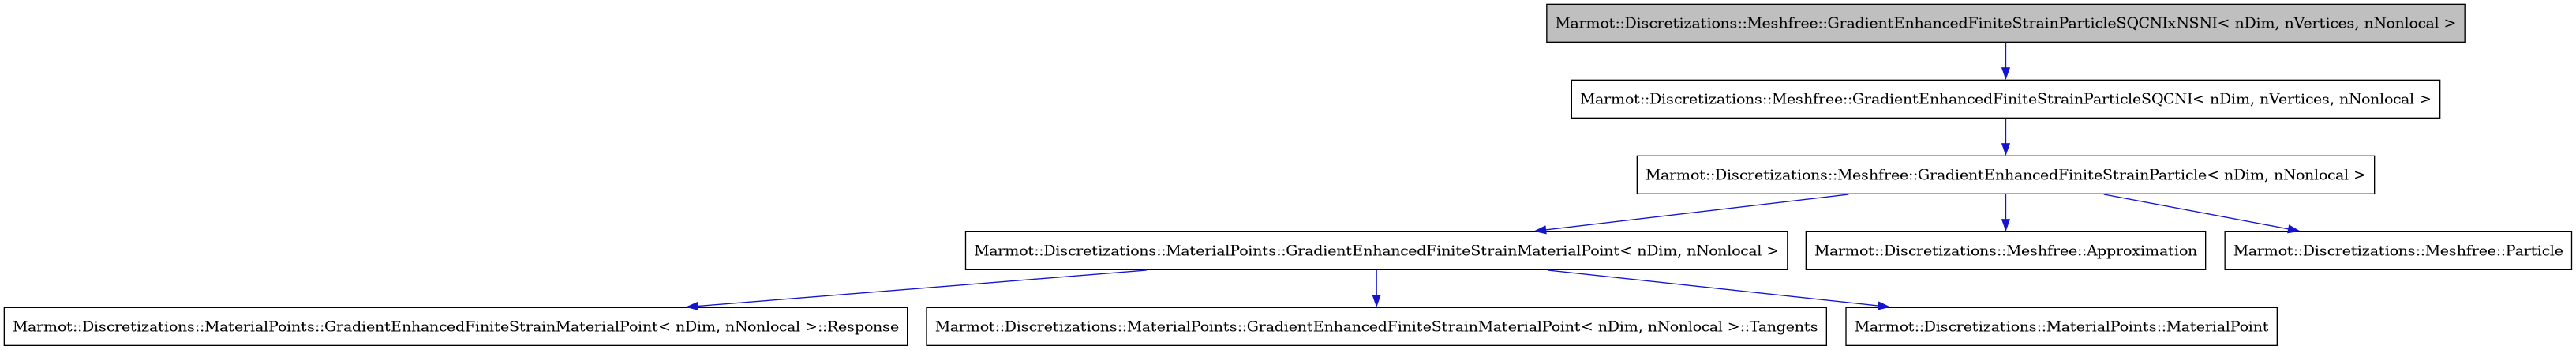 Marmot::Discretizations::Meshfree::GradientEnhancedFiniteStrainParticleSQCNIxNSNI< nDim, nVertices, nNonlocal >
Marmot::Discretizations::Meshfree::GradientEnhancedFiniteStrainParticleSQCNI< nDim, nVertices, nNonlocal >
Marmot::Discretizations::Meshfree::GradientEnhancedFiniteStrainParticle< nDim, nNonlocal >
Marmot::Discretizations::MaterialPoints::GradientEnhancedFiniteStrainMaterialPoint< nDim, nNonlocal >
Marmot::Discretizations::Meshfree::Approximation
Marmot::Discretizations::Meshfree::Particle
Marmot::Discretizations::MaterialPoints::GradientEnhancedFiniteStrainMaterialPoint< nDim, nNonlocal >::Response
Marmot::Discretizations::MaterialPoints::GradientEnhancedFiniteStrainMaterialPoint< nDim, nNonlocal >::Tangents
Marmot::Discretizations::MaterialPoints::MaterialPoint